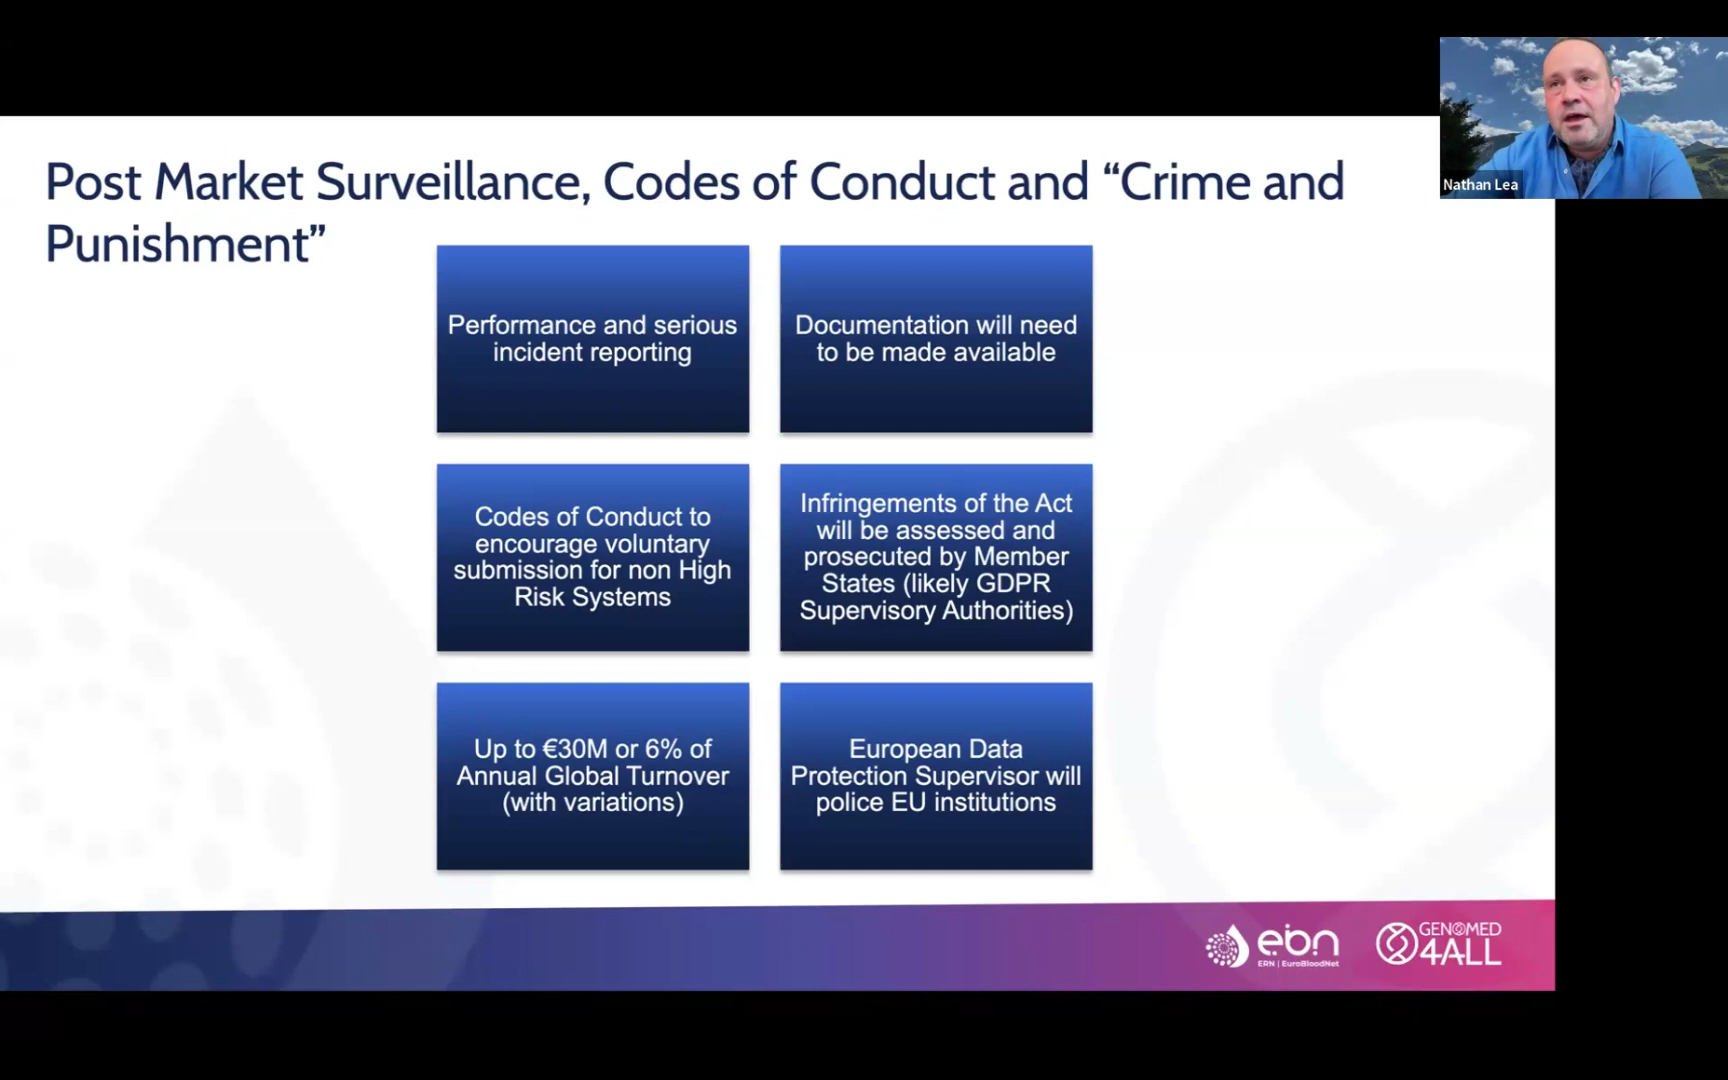 Nathan Lea
Post Market Surveillance, Codes of Conduct and “Crime and
Punishment”
Performance and serious
incident reporting
Documentation will need
to be made available
Codes of Conduct to
encourage voluntary
submission for non High
Risk Systems
Infringements of the Act
will be assessed and
prosecuted by Member
States (likely GDPR
Supervisory Authorities)
Up to €30M or 6% of
Annual Global Turnover
(with variations)
European Data
Protection Supervisor will
police EU institutions
ebn
ERN | EuroBloodNet
GENOMED
4ALL